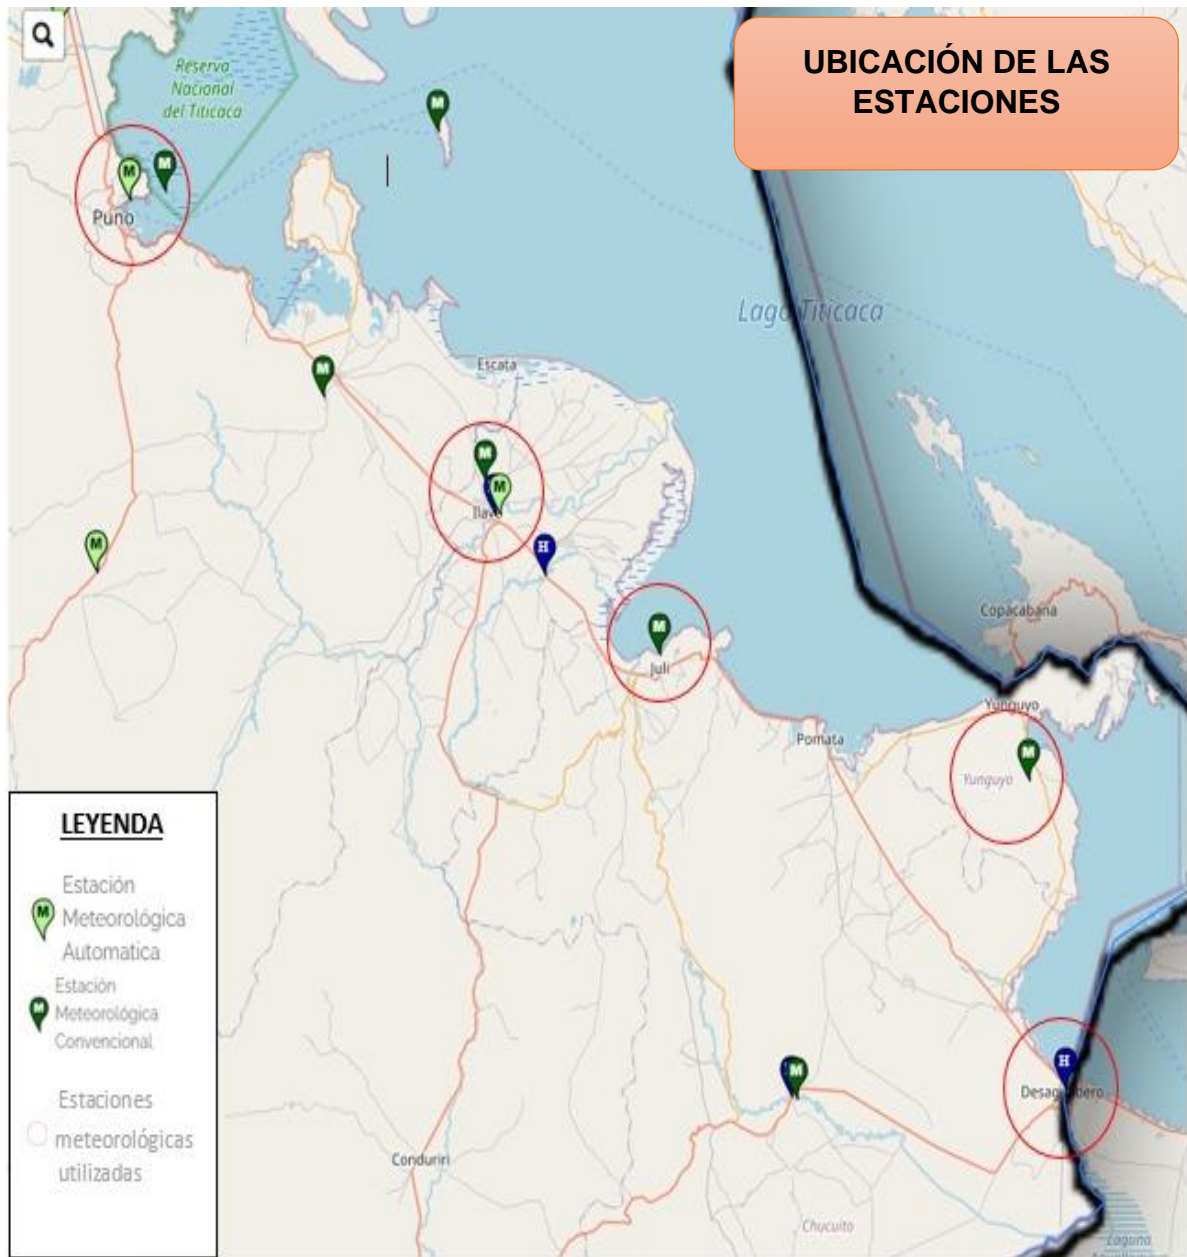 UBICACIÓN DE LAS
ESTACIONES
Reserva
Nacional
del Titicaca
M
M
M
Puno
Lago Titicaca
Escata
M
M
M
Ilave
M
H
Copacabana
M
Juli
Yunguyo
Pomata
M
Yunguyo
LEYENDA
Estación
M Meteorológica
Automatica
Estación
M Meteorológica
Convencional
Estaciones
meteorológicas
utilizadas
H
M
Desaguadero
Conduriri
Chucuito
Laguna